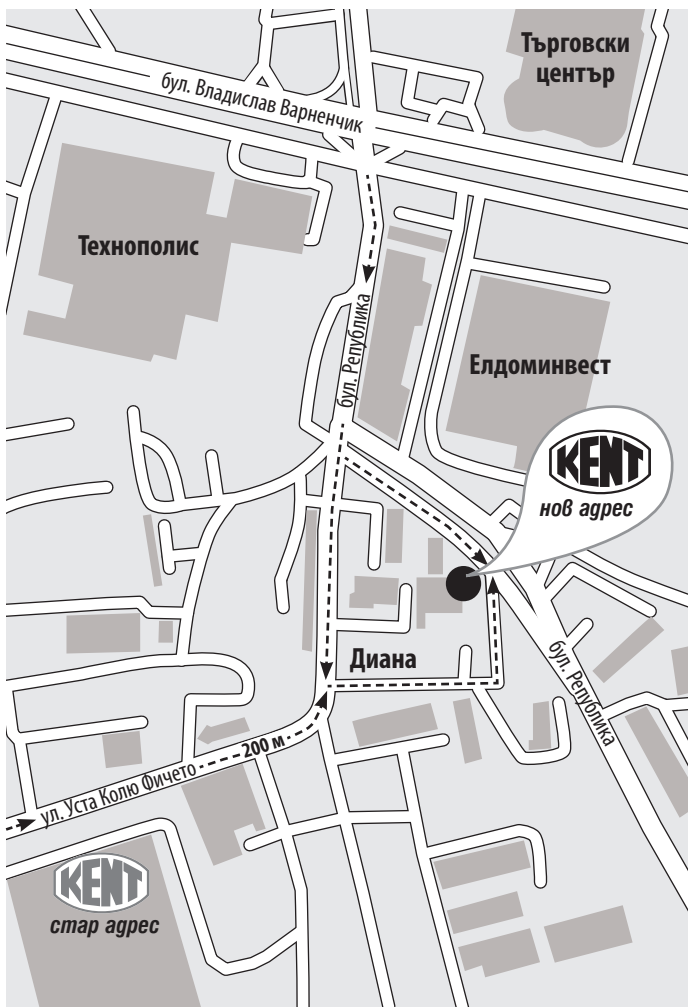 Търговски
център
бул. Владислав Варненчик
Технополис
бул. Република
Елдоминвест
KENT
нов адрес
Диана
бул. Република
200 м
ул. Уста Колю Фичето
KENT
стар адрес